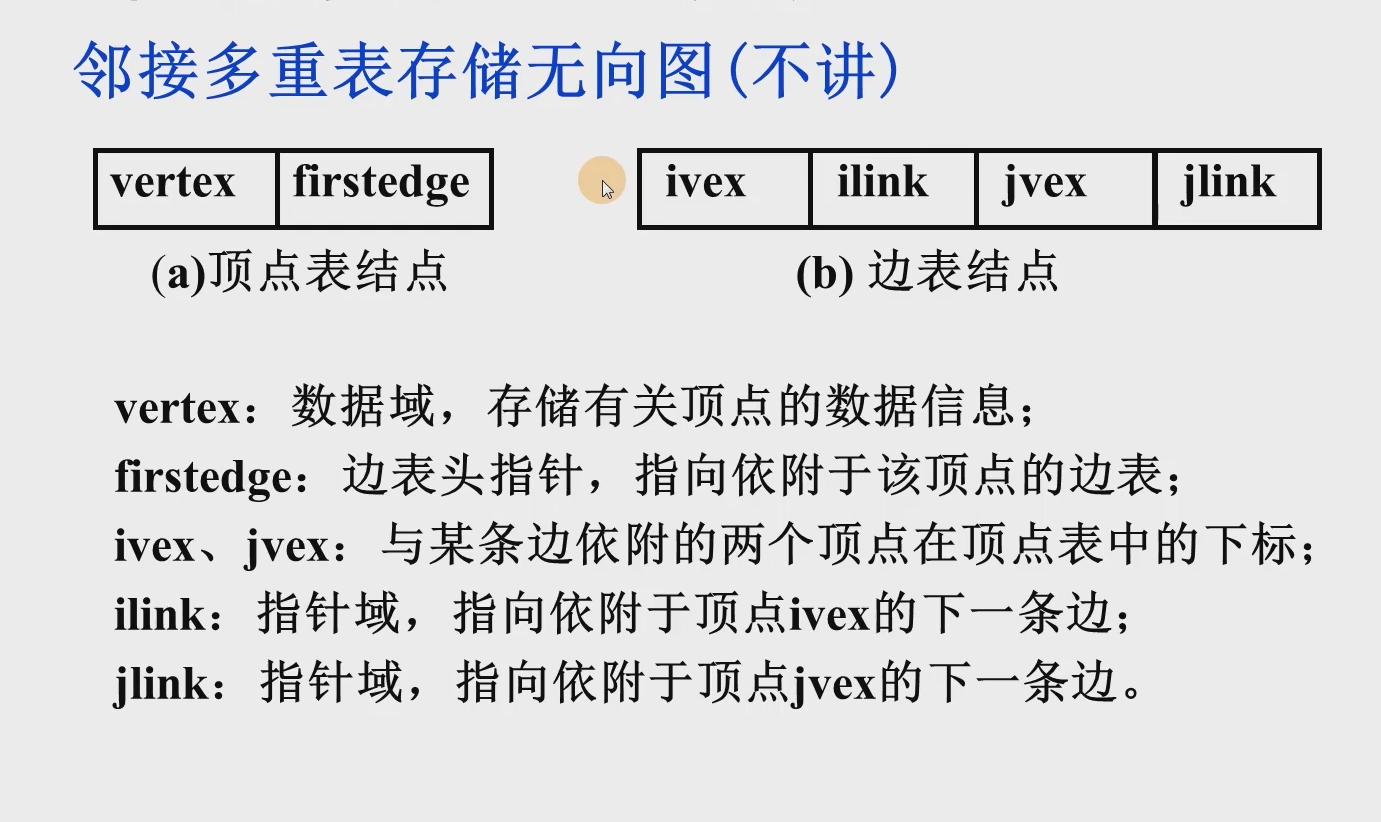 邻接多重表存储无向图(不讲)
vertex firstedge ivex ilink jvex jlink
(a)顶点表结点 (b) 边表结点
vertex：数据域，存储有关顶点的数据信息；
firstedge：边表头指针，指向依附于该顶点的边表；
ivex、jvex：与某条边依附的两个顶点在顶点表中的下标；
ilink：指针域，指向依附于顶点ivex的下一条边；
jlink：指针域，指向依附于顶点jvex的下一条边。